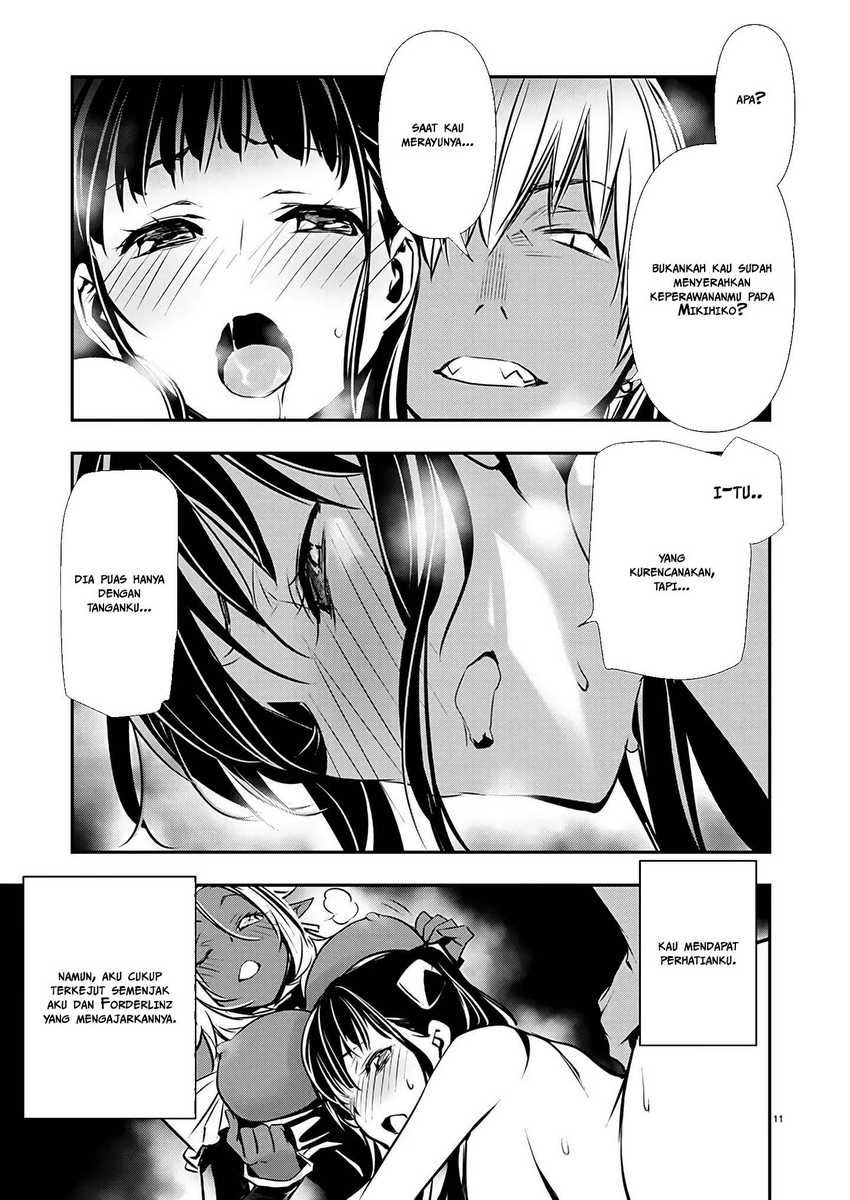 APA?
BUKANKAH KAU SUDAH
MENYERAHKAN
KEPERAWANANMU PADA
MIKIHIKO?
SAAT KAU
MERAYUNYA...
I-TU..
YANG
KURENCANAKAN,
TAPI...
DIA PUAS HANYA
DENGAN
TANGANKU...
KAU MENDAPAT
PERHATIANKU.
NAMUN, AKU CUKUP
TERKEJUT SEMENJAK
AKU DAN FORDERLINZ
YANG MENGAJARKANNYA.
11